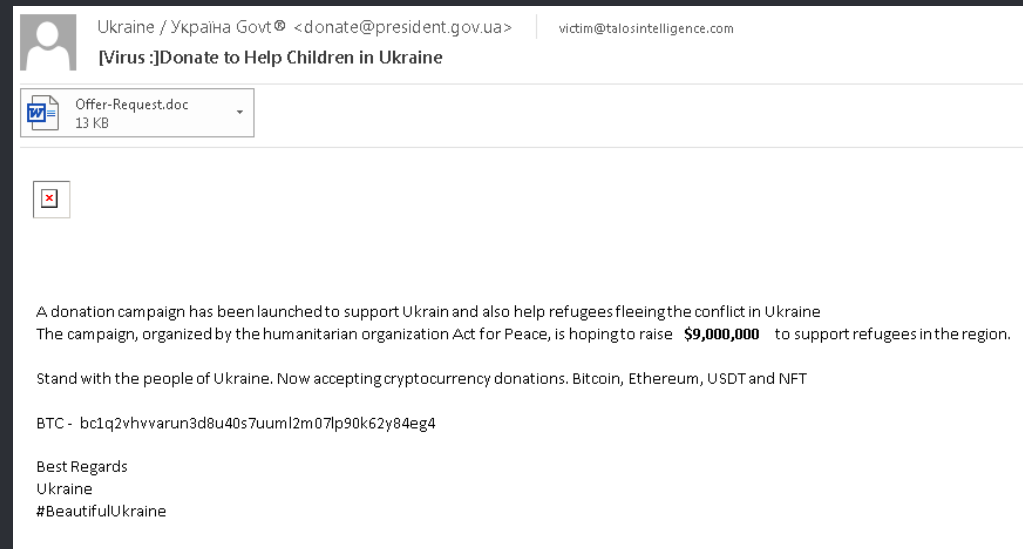 Ukraine / Україна Govt® <donate@president.gov.ua> victim@talosintelligence.com
[Virus :]Donate to Help Children in Ukraine
Offer-Request.doc
13 KB
A donation campaign has been launched to support Ukrain and also help refugees fleeing the conflict in Ukraine
The campaign, organized by the humanitarian organization Act for Peace, is hoping to raise $9,000,000 to support refugees in the region.
Stand with the people of Ukraine. Now accepting cryptocurrency donations. Bitcoin, Ethereum, USDT and NFT
BTC - bc1q2vhvvarun3d8u40s7uuml2m07lp90k62y84eg4
Best Regards
Ukraine
#BeautifulUkraine